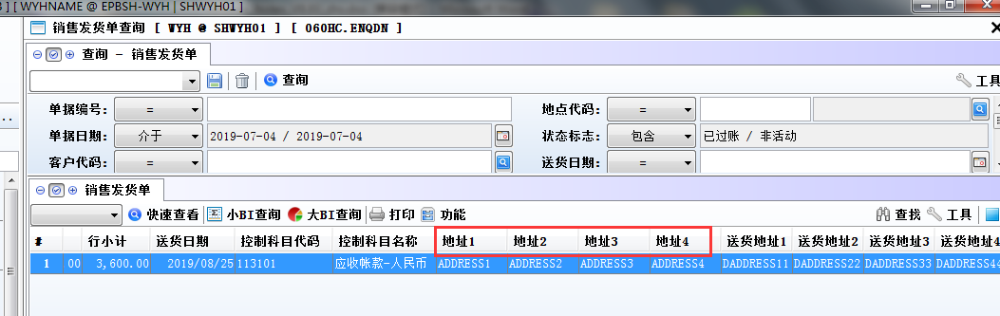 ] [ WYHNAME @ EPBSH-WYH | SHWYH01 ]
销售发货单查询 [ WYH @ SHWYH01 ] [ 060HC.ENQDN ]
查询 - 销售发货单
查询 工具
单据编号: = 地点代码: =
单据日期: 介于 2019-07-04 / 2019-07-04 状态标志: 包含 已过账 / 非活动
客户代码: = 送货日期: =
销售发货单
快速查看 小BI查询 大BI查询 打印 功能 查找 工具
# 行小计 送货日期 控制科目代码 控制科目名称 地址1 地址2 地址3 地址4 送货地址1 送货地址2 送货地址3 送货地址4
1 00 3,600.00 2019/08/25 113101 应收帐款-人民币 ADDRESS1 ADDRESS2 ADDRESS3 ADDRESS4 DADDRESS11 DADDRESS22 DADDRESS33 DADDRESS44